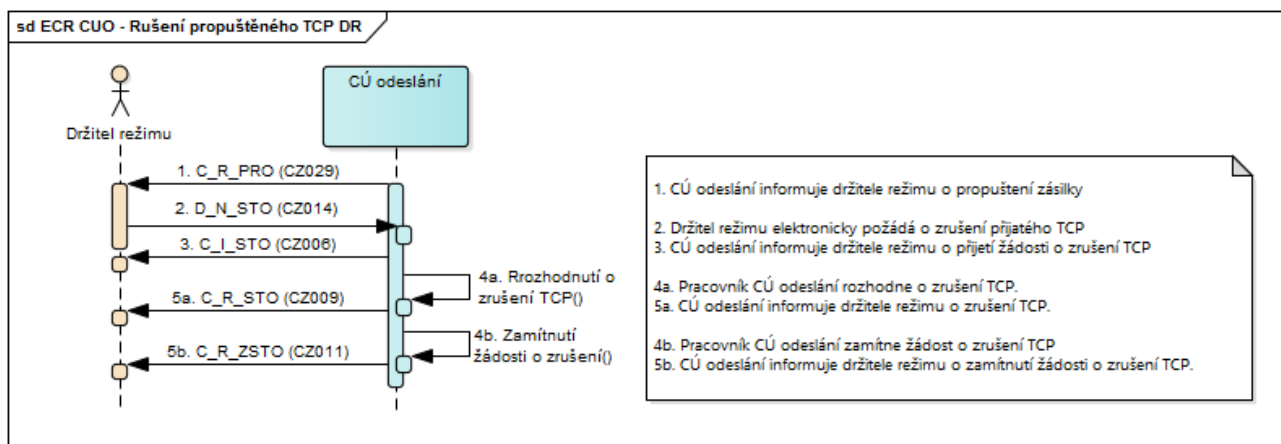 sd ECR CUO - Rušení propuštěného TCP DR
Držitel režimu
CÚ odeslání
1. C_R_PRO (CZ029)
2. D_N_STO (CZ014)
3. C_I_STO (CZ006)
4a. Rrozhodnutí o
zrušení TCP()
5a. C_R_STO (CZ009)
4b. Zamítnutí
žádosti o zrušení()
5b. C_R_ZSTO (CZ011)
1. CÚ odeslání informuje držitele režimu o propuštení zásilky
2. Držitel režimu elektronicky požádá o zrušení přijatého TCP
3. CÚ odeslání informuje držitele režimu o přijetí žádosti o zrušení TCP
4a. Pracovník CÚ odeslání rozhodne o zrušení TCP.
5a. CÚ odeslání informuje držitele režimu o zrušení TCP.
4b. Pracovník CÚ odeslání zamítne žádost o zrušení TCP
5b. CÚ odeslání informuje držitele režimu o zamítnutí žádosti o zrušení TCP.